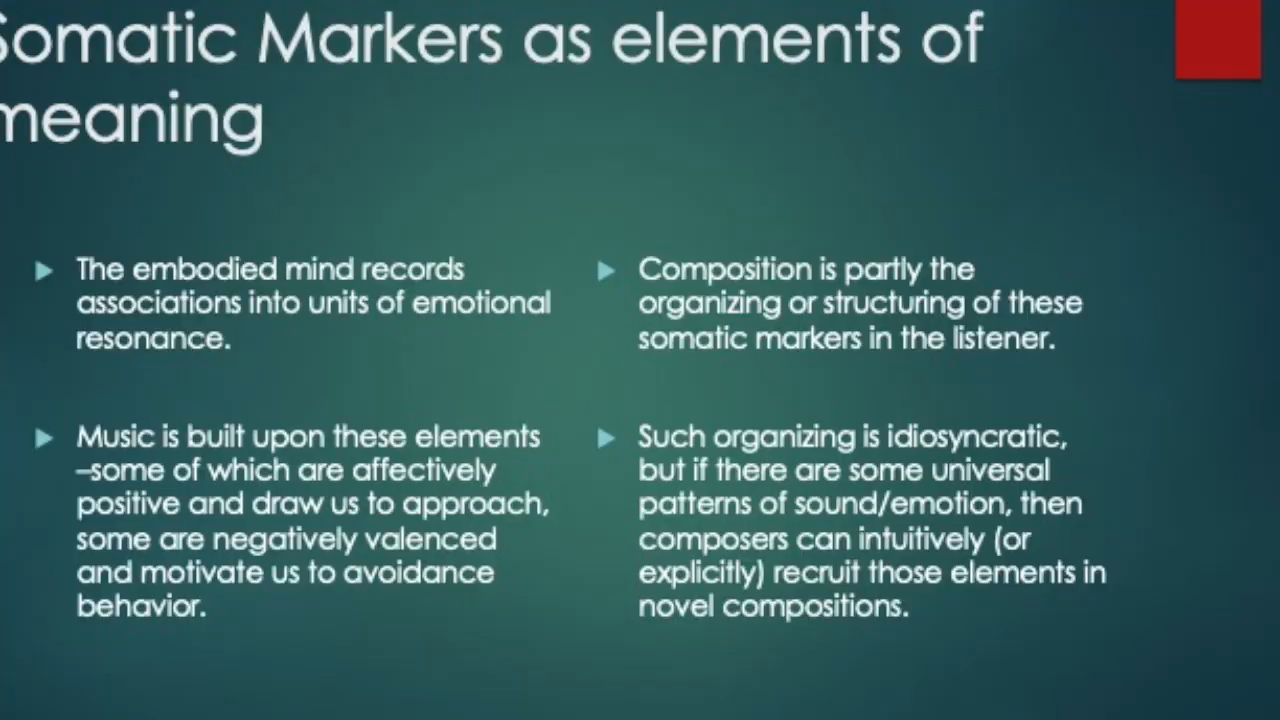 Somatic Markers as elements of
meaning
The embodied mind records
associations into units of emotional
resonance.
Music is built upon these elements
–some of which are affectively
positive and draw us to approach,
some are negatively valenced
and motivate us to avoidance
behavior.
Composition is partly the
organizing or structuring of these
somatic markers in the listener.
Such organizing is idiosyncratic,
but if there are some universal
patterns of sound/emotion, then
composers can intuitively (or
explicitly) recruit those elements in
novel compositions.